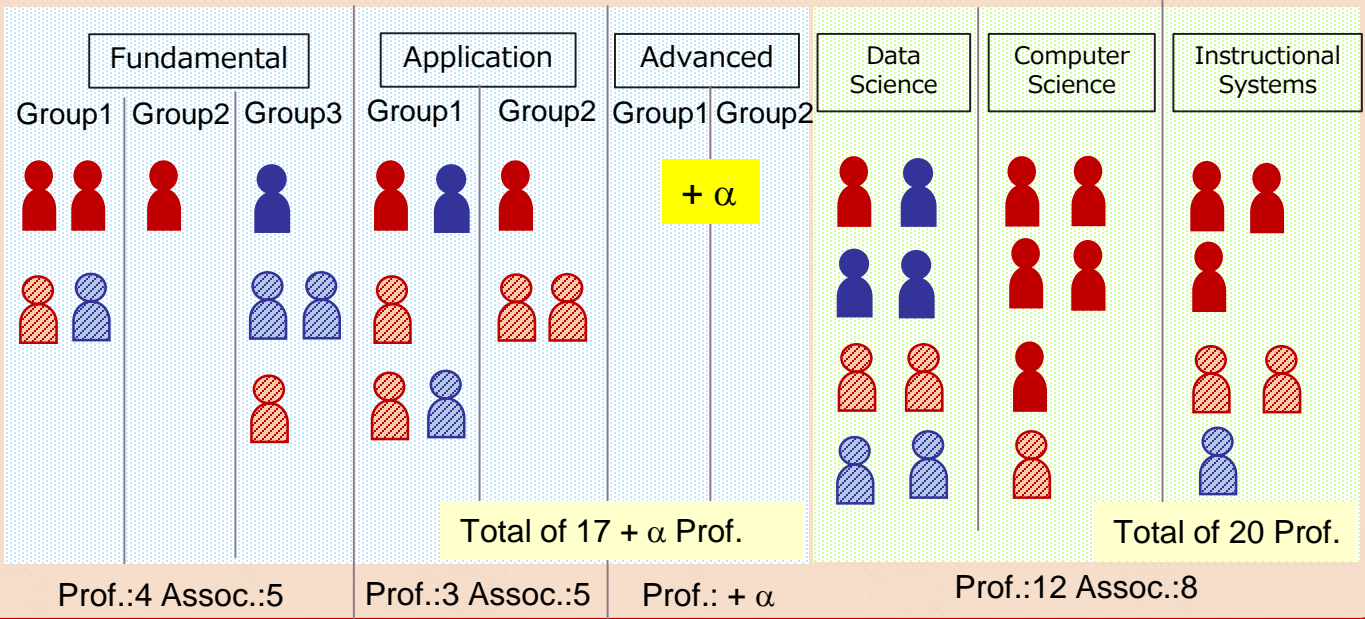 Fundamental
Application
Advanced
Data
Science
Computer
Science
Instructional
Systems
Group1
Group2
Group3
Group1
Group2
Group1
Group2
+ α
Total of 17 + α Prof.
Total of 20 Prof.
Prof.:4 Assoc.:5
Prof.:3 Assoc.:5
Prof.: + α
Prof.:12 Assoc.:8